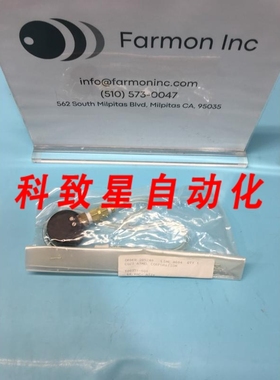 Farmon Inc
info@farmoninc.com
(510) 573-0047
562 South Milpitas Blvd, Milpitas CA, 95035
科致星自动化